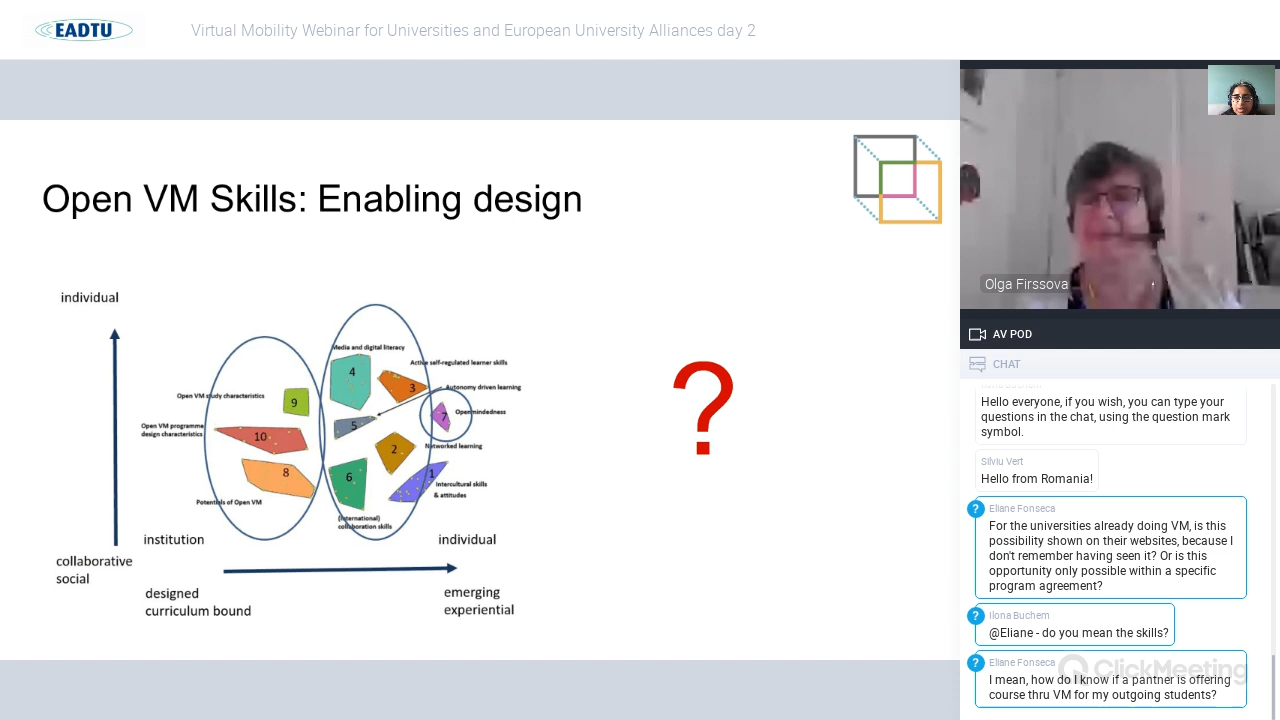 EADTU
Virtual Mobility Webinar for Universities and European University Alliances day 2
Open VM Skills: Enabling design
individual
Media and digital literacy
4
Active self-regulated learner skills
3
Autonomy driven learning
Open VM study characteristics
9
7
Openmindedness
Open VM programme
design characteristics
10
5
Networked learning
2
8
6
1
Intercultural skills
& attitudes
Potentials of Open VM
(International)
collaboration skills
institution
individual
collaborative
social
designed
curriculum bound
emerging
experiential
?
Olga Firssova
AV POD
CHAT
Hello everyone, if you wish, you can type your
questions in the chat, using the question mark
symbol.
Silviu Vert
Hello from Romania!
?
Eliane Fonseca
For the universities already doing VM, is this
possibility shown on their websites, because I
don't remember having seen it? Or is this
opportunity only possible within a specific
program agreement?
?
Ilona Buchem
@Eliane - do you mean the skills?
?
Eliane Fonseca
I mean, how do I know if a pantner is offering
course thru VM for my outgoing students?
ClickMeeting